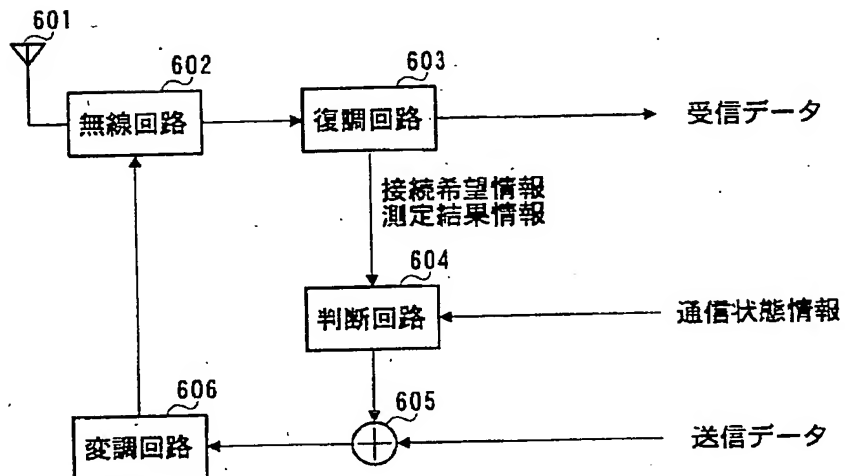 601
602
無線回路
603
復調回路
受信データ
接続希望情報
測定結果情報
604
判断回路
通信状態情報
605
送信データ
606
変調回路